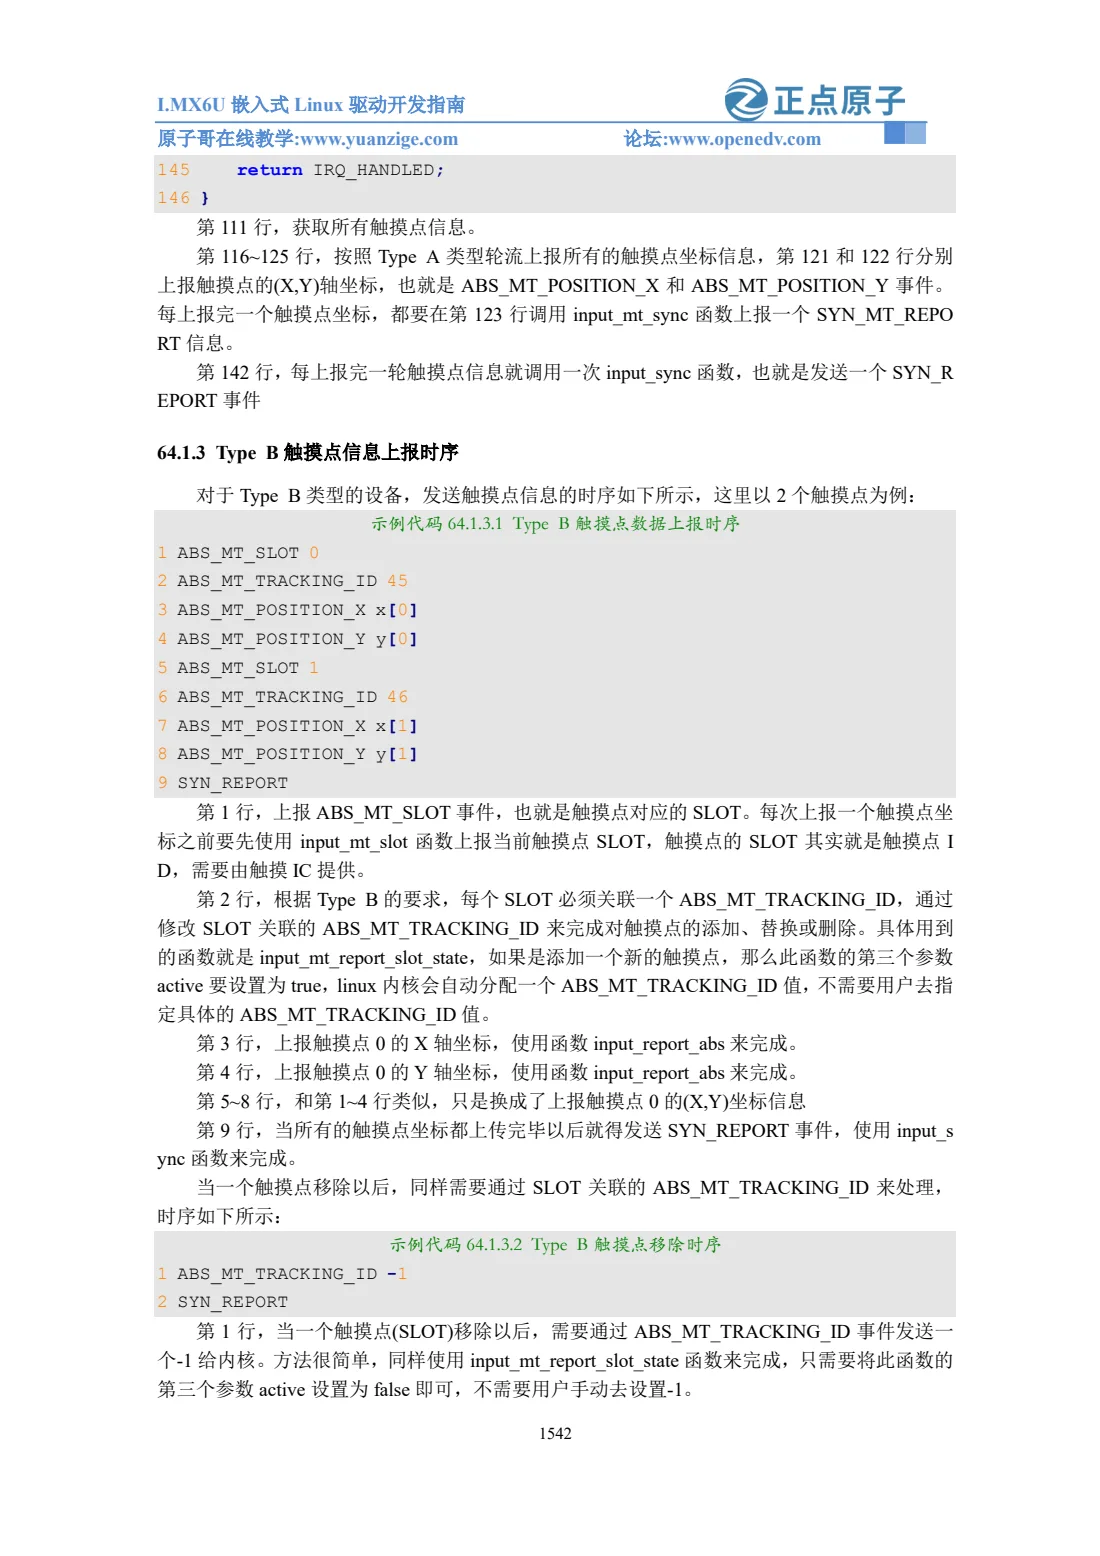 I.MX6U 嵌入式 Linux 驱动开发指南
正点原子
原子哥在线教学:www.yuanzige.com 论坛:www.openedv.com
145 return IRQ_HANDLED;
146 }
第 111 行，获取所有触摸点信息。
第 116~125 行，按照 Type A 类型轮流上报所有的触摸点坐标信息，第 121 和 122 行分别
上报触摸点的(X,Y)轴坐标，也就是 ABS_MT_POSITION_X 和 ABS_MT_POSITION_Y 事件。
每上报完一个触摸点坐标，都要在第 123 行调用 input_mt_sync 函数上报一个 SYN_MT_REPO
RT 信息。
第 142 行，每上报完一轮触摸点信息就调用一次 input_sync 函数，也就是发送一个 SYN_R
EPORT 事件
64.1.3 Type B 触摸点信息上报时序
对于 Type B 类型的设备，发送触摸点信息的时序如下所示，这里以 2 个触摸点为例：
示例代码 64.1.3.1 Type B 触摸点数据上报时序
1 ABS_MT_SLOT 0
2 ABS_MT_TRACKING_ID 45
3 ABS_MT_POSITION_X x[0]
4 ABS_MT_POSITION_Y y[0]
5 ABS_MT_SLOT 1
6 ABS_MT_TRACKING_ID 46
7 ABS_MT_POSITION_X x[1]
8 ABS_MT_POSITION_Y y[1]
9 SYN_REPORT
第 1 行，上报 ABS_MT_SLOT 事件，也就是触摸点对应的 SLOT。每次上报一个触摸点坐
标之前要先使用 input_mt_slot 函数上报当前触摸点 SLOT，触摸点的 SLOT 其实就是触摸点 I
D，需要由触摸 IC 提供。
第 2 行，根据 Type B 的要求，每个 SLOT 必须关联一个 ABS_MT_TRACKING_ID，通过
修改 SLOT 关联的 ABS_MT_TRACKING_ID 来完成对触摸点的添加、替换或删除。具体用到
的函数就是 input_mt_report_slot_state，如果是添加一个新的触摸点，那么此函数的第三个参数
active 要设置为 true，linux 内核会自动分配一个 ABS_MT_TRACKING_ID 值，不需要用户去指
定具体的 ABS_MT_TRACKING_ID 值。
第 3 行，上报触摸点 0 的 X 轴坐标，使用函数 input_report_abs 来完成。
第 4 行，上报触摸点 0 的 Y 轴坐标，使用函数 input_report_abs 来完成。
第 5~8 行，和第 1~4 行类似，只是换成了上报触摸点 0 的(X,Y)坐标信息
第 9 行，当所有的触摸点坐标都上传完毕以后就得发送 SYN_REPORT 事件，使用 input_s
ync 函数来完成。
当一个触摸点移除以后，同样需要通过 SLOT 关联的 ABS_MT_TRACKING_ID 来处理，
时序如下所示：
示例代码 64.1.3.2 Type B 触摸点移除时序
1 ABS_MT_TRACKING_ID -1
2 SYN_REPORT
第 1 行，当一个触摸点(SLOT)移除以后，需要通过 ABS_MT_TRACKING_ID 事件发送一
个-1 给内核。方法很简单，同样使用 input_mt_report_slot_state 函数来完成，只需要将此函数的
第三个参数 active 设置为 false 即可，不需要用户手动去设置-1。
1542